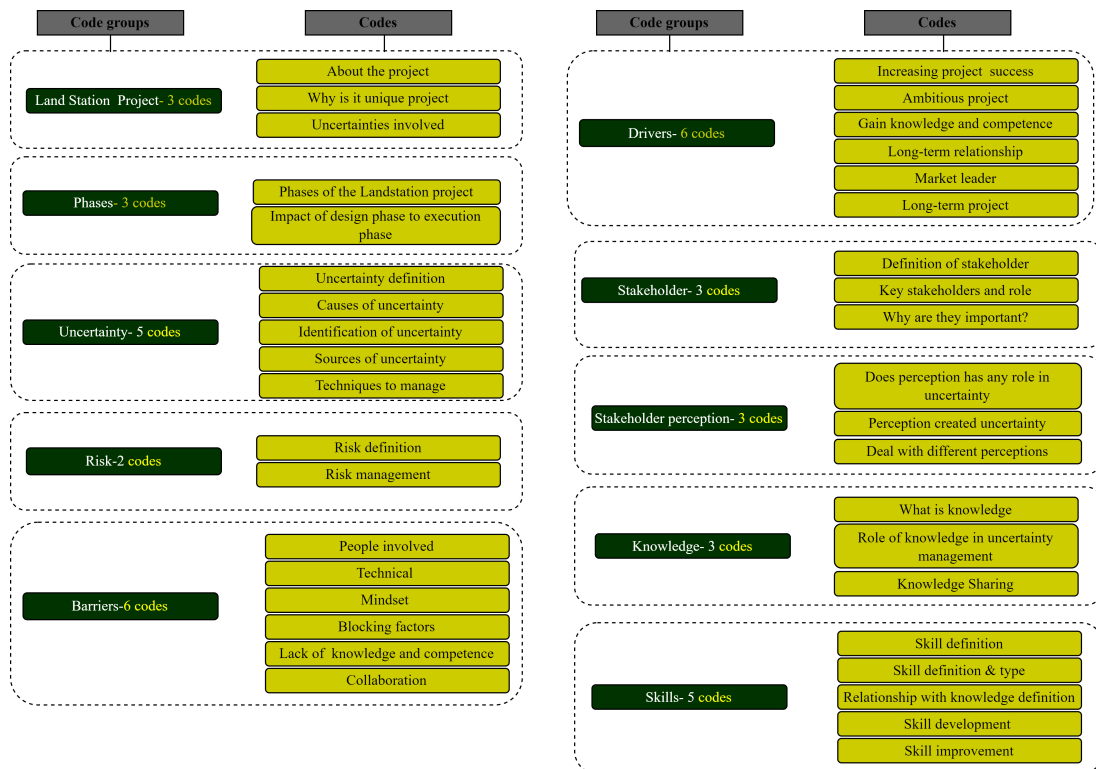 Code groups
Codes
Land Station  Project- 3 codes
About the project
Why is it unique project
Uncertainties involved
Phases- 3 codes
Phases of the Landstation project
Impact of design phase to execution
phase
Uncertainty- 5 codes
Uncertainty definition
Causes of uncertainty
Identification of uncertainty
Sources of uncertainty
Techniques to manage
Risk-2 codes
Risk definition
Risk management
Barriers-6 codes
People involved
Technical
Mindset
Blocking factors
Lack of  knowledge and competence
Collaboration
Code groups
Codes
Drivers- 6 codes
Increasing project  success
Ambitious project
Gain knowledge and competence
Long-term relationship
Market leader
Long-term project
Stakeholder- 3 codes
Definition of stakeholder
Key stakeholders and role
Why are they important?
Stakeholder perception- 3 codes
Does perception has any role in
uncertainty
Perception created uncertainty
Deal with different perceptions
Knowledge- 3 codes
What is knowledge
Role of knowledge in uncertainty
management
Knowledge Sharing
Skills- 5 codes
Skill definition
Skill definition & type
Relationship with knowledge definition
Skill development
Skill improvement